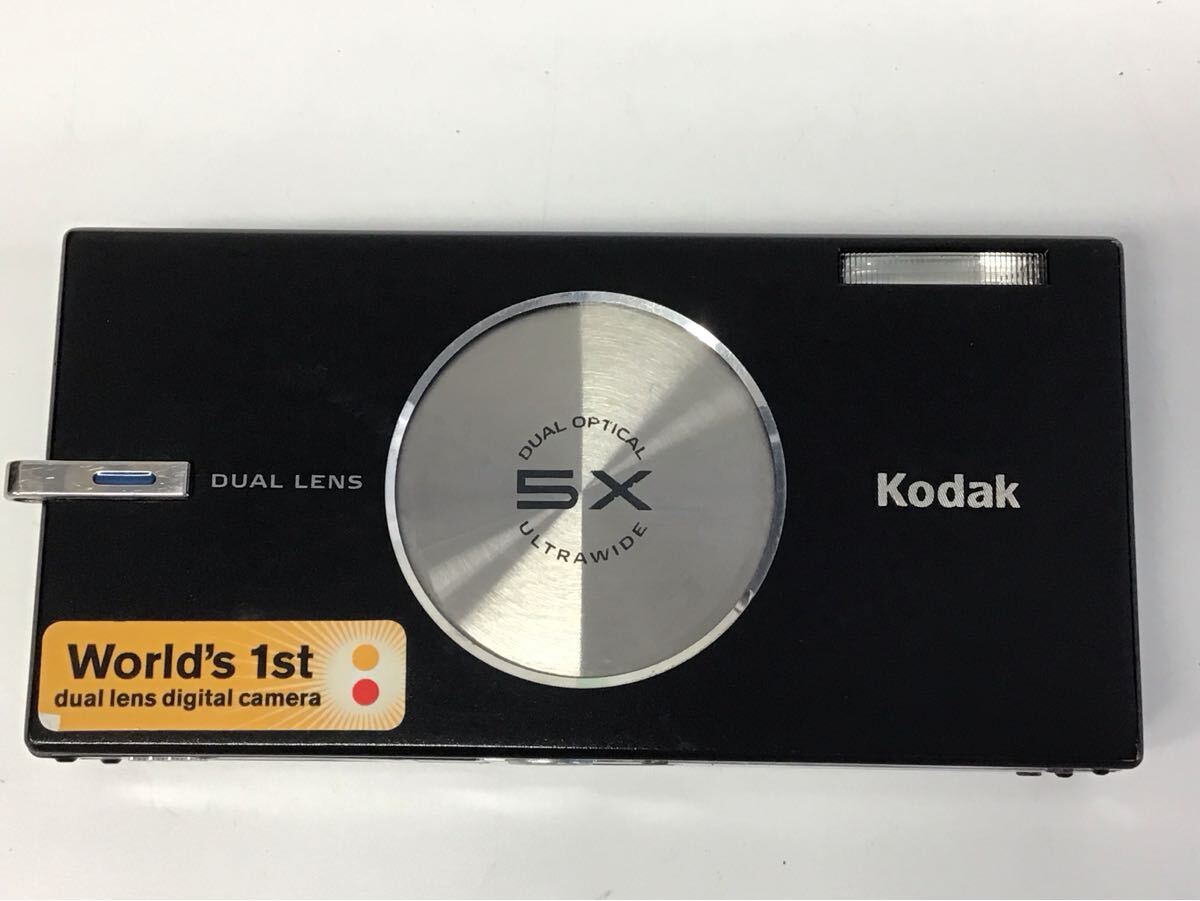 DUAL LENS
DUAL OPTICAL
5X
ULTRAWIDE
Kodak
World's 1st
dual lens digital camera